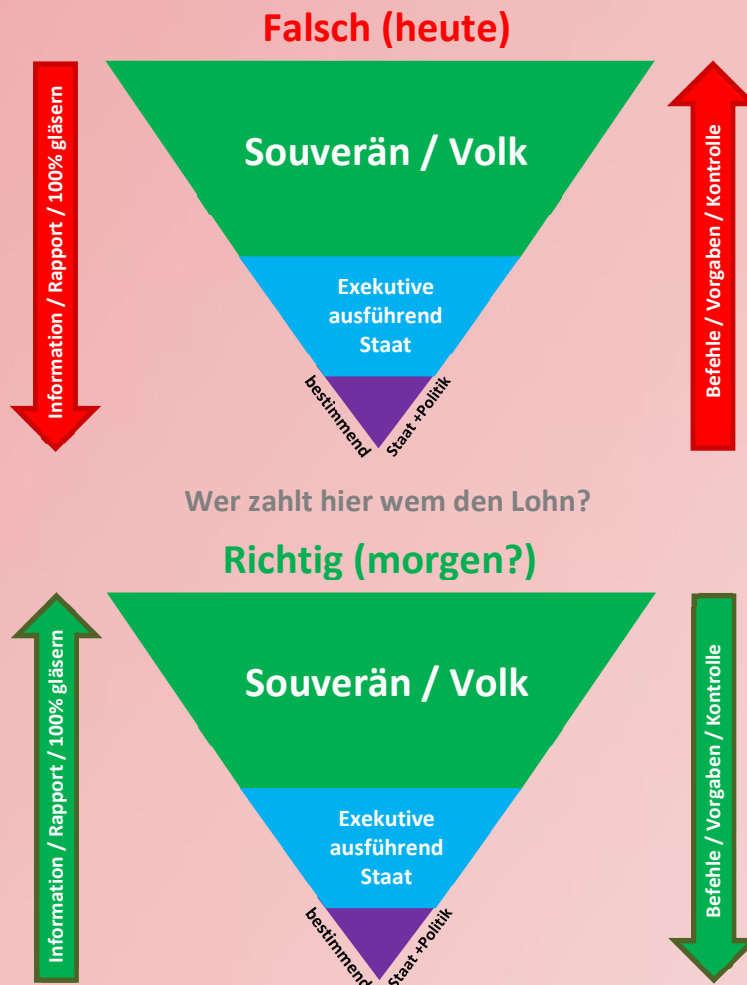 Falsch (heute)
Information / Rapport / 100% gläsern
Souverän / Volk
Exekutive
ausführend
Staat
bestimmend
Staat +Politik
Befehle / Vorgaben / Kontrolle
Wer zahlt hier wem den Lohn?
Richtig (morgen?)
Information / Rapport / 100% gläsern
Souverän / Volk
Exekutive
ausführend
Staat
bestimmend
Staat +Politik
Befehle / Vorgaben / Kontrolle